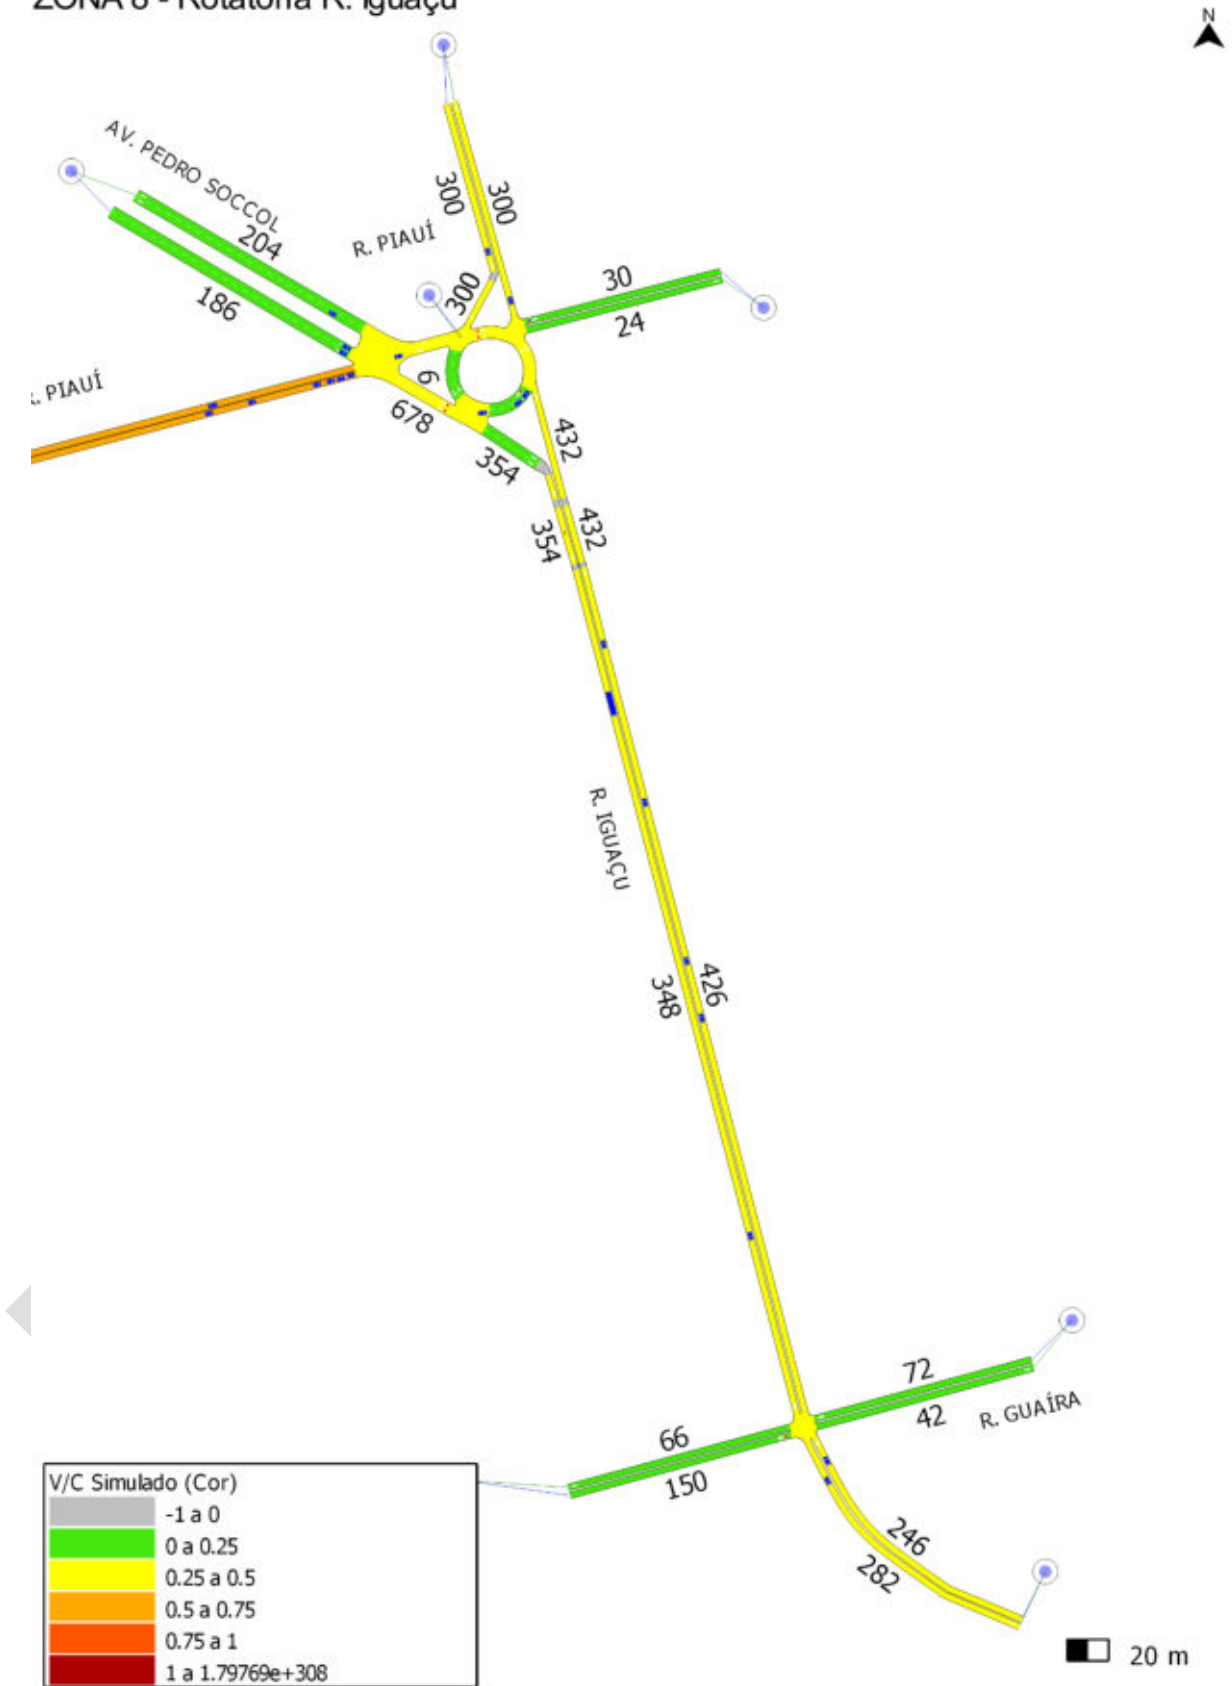 ZONA 8 - Rotatória R. Iguaçu
N
AV. PEDRO SOCCOL
204
186
R. PIAUÍ
300
300
300
30
24
R. PIAUÍ
6
678
354
432
432
354
R. IGUAÇU
426
348
72
42
R. GUAÍRA
66
150
246
282
V/C Simulado (Cor)
-1 a 0
0 a 0.25
0.25 a 0.5
0.5 a 0.75
0.75 a 1
1 a 1.79769e+308
20 m